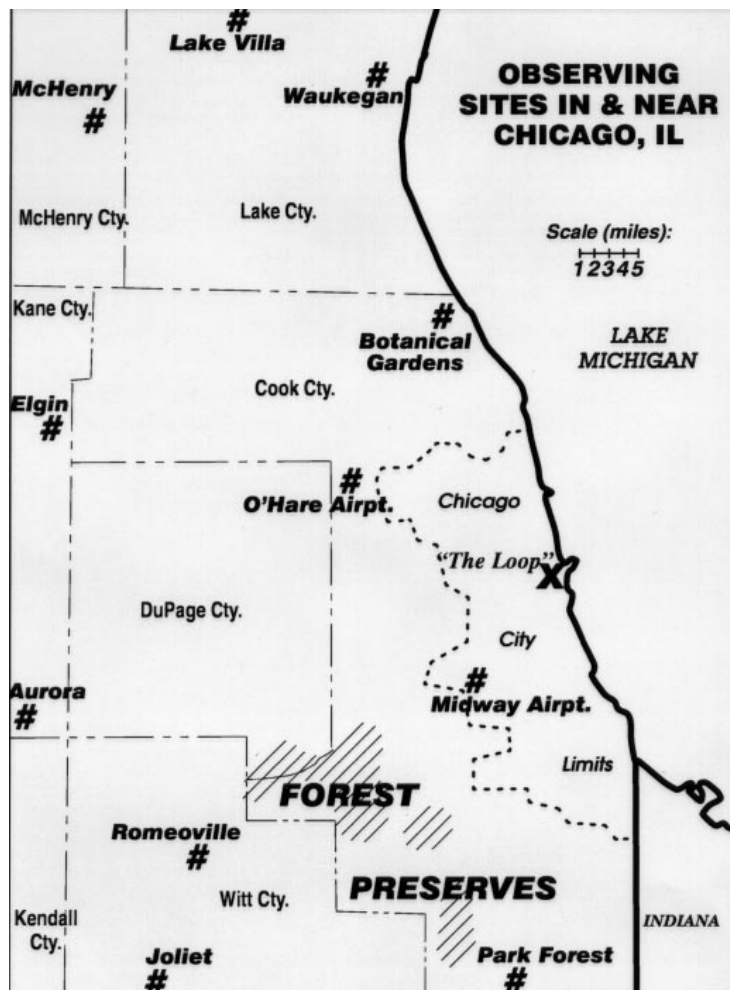 #
Lake Villa
#
Waukegan
McHenry
#
OBSERVING
SITES IN & NEAR
CHICAGO, IL
McHenry Cty.
Lake Cty.
Scale (miles):
12345
Kane Cty.
#
Botanical
Gardens
LAKE
MICHIGAN
Cook Cty.
Elgin
#
#
O'Hare Airpt.
Chicago
"The Loop"
X
DuPage Cty.
City
Aurora
#
#
Midway Airpt.
Limits
FOREST
Romeoville
#
PRESERVES
Witt Cty.
Kendall
Cty.
INDIANA
Joliet
#
Park Forest
#